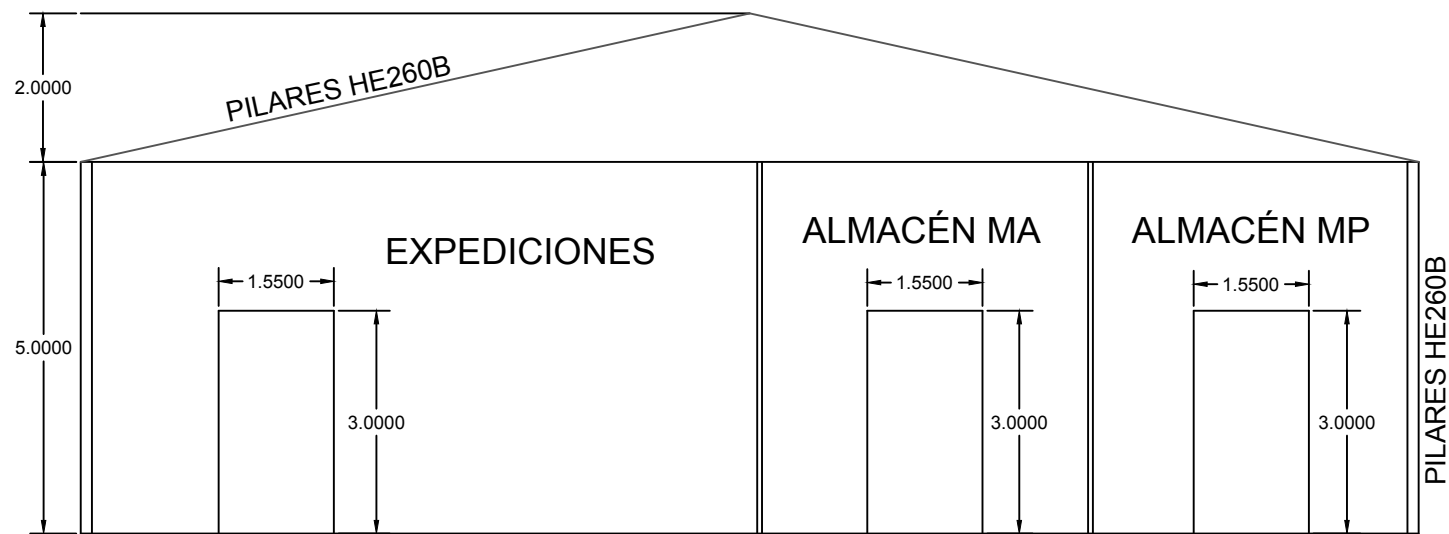 2.0000
PILARES HE260B
EXPEDICIONES
ALMACÉN MA
ALMACÉN MP
1.5500
1.5500
1.5500
5.0000
3.0000
3.0000
3.0000
PILARES HE260B